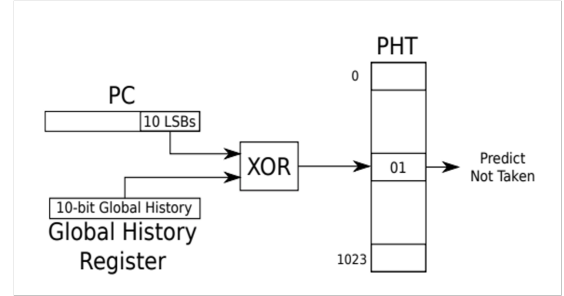 PHT
0
PC
10 LSBs
XOR
01
Predict
Not Taken
10-bit Global History
Global History
Register
1023